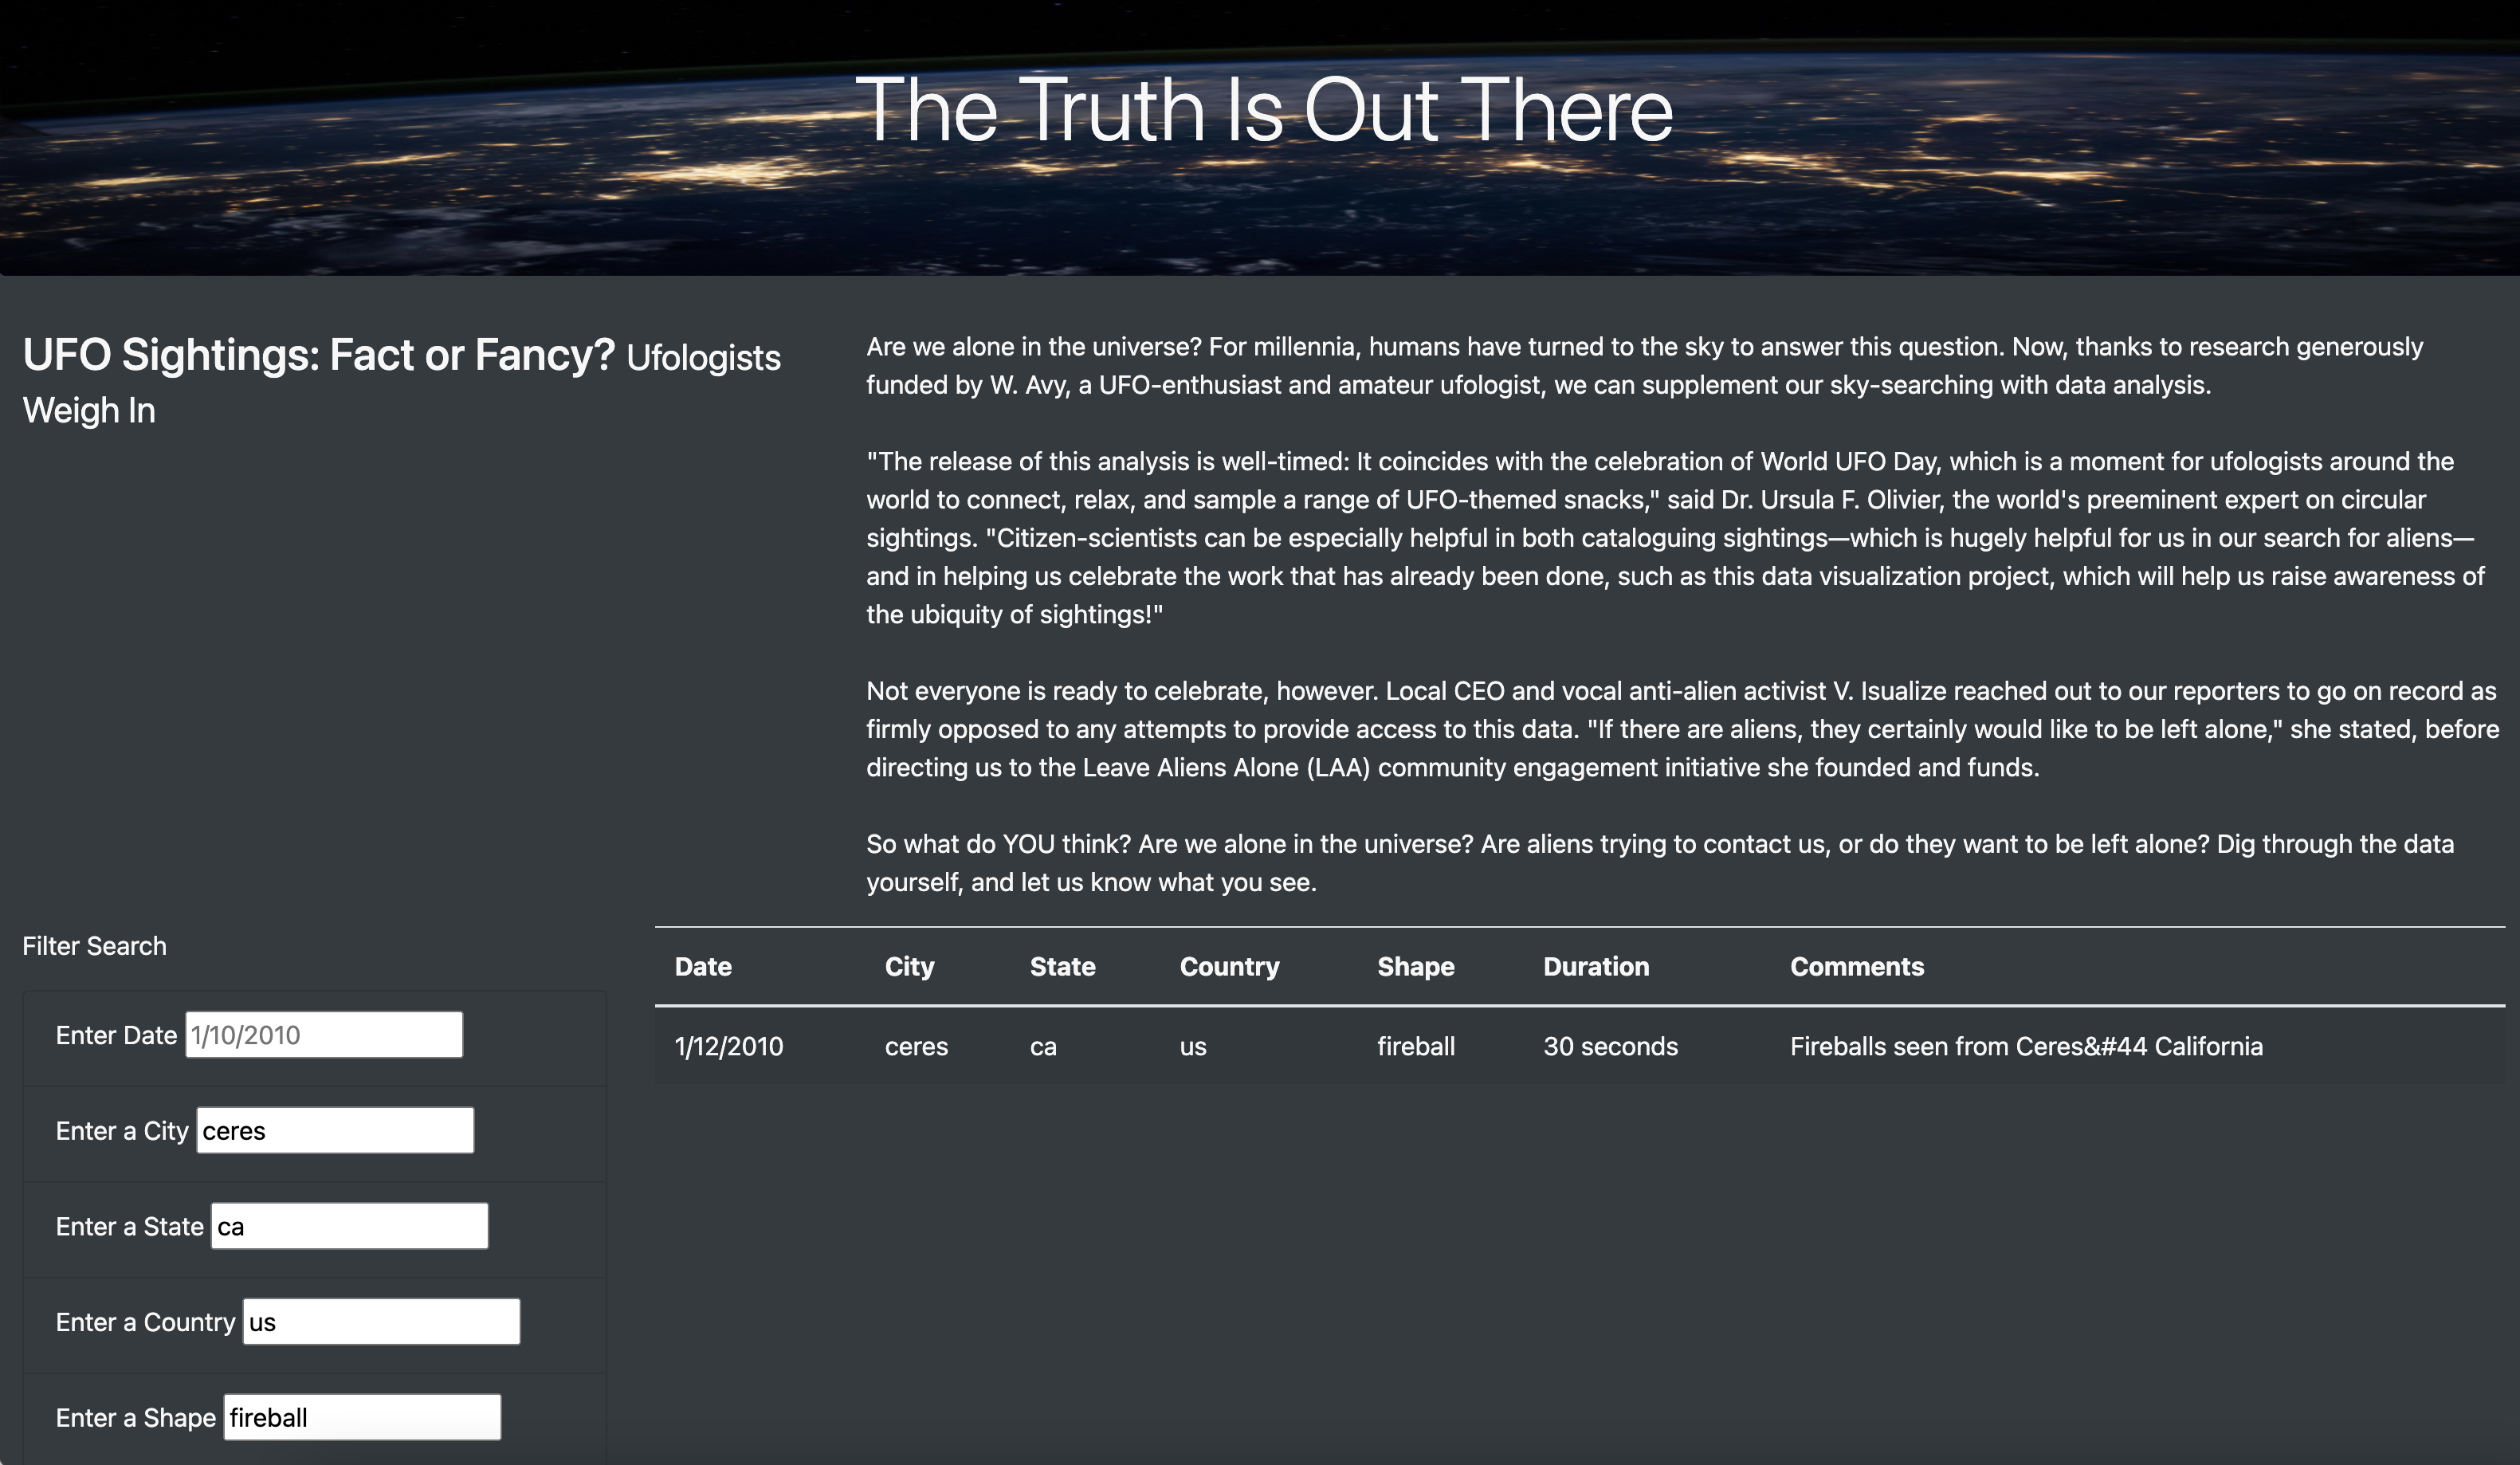 The Truth Is Out There
UFO Sightings: Fact or Fancy? Ufologists
Weigh In
Are we alone in the universe? For millennia, humans have turned to the sky to answer this question. Now, thanks to research generously
funded by W. Avy, a UFO-enthusiast and amateur ufologist, we can supplement our sky-searching with data analysis.
"The release of this analysis is well-timed: It coincides with the celebration of World UFO Day, which is a moment for ufologists around the
world to connect, relax, and sample a range of UFO-themed snacks," said Dr. Ursula F. Olivier, the world's preeminent expert on circular
sightings. "Citizen-scientists can be especially helpful in both cataloguing sightings—which is hugely helpful for us in our search for aliens—
and in helping us celebrate the work that has already been done, such as this data visualization project, which will help us raise awareness of
the ubiquity of sightings!"
Not everyone is ready to celebrate, however. Local CEO and vocal anti-alien activist V. Isualize reached out to our reporters to go on record as
firmly opposed to any attempts to provide access to this data. "If there are aliens, they certainly would like to be left alone," she stated, before
directing us to the Leave Aliens Alone (LAA) community engagement initiative she founded and funds.
So what do YOU think? Are we alone in the universe? Are aliens trying to contact us, or do they want to be left alone? Dig through the data
yourself, and let us know what you see.
Filter Search
Enter Date 1/10/2010
Enter a City ceres
Enter a State ca
Enter a Country us
Enter a Shape fireball
Date City State Country Shape Duration Comments
1/12/2010 ceres ca us fireball 30 seconds Fireballs seen from Ceres&#44 California